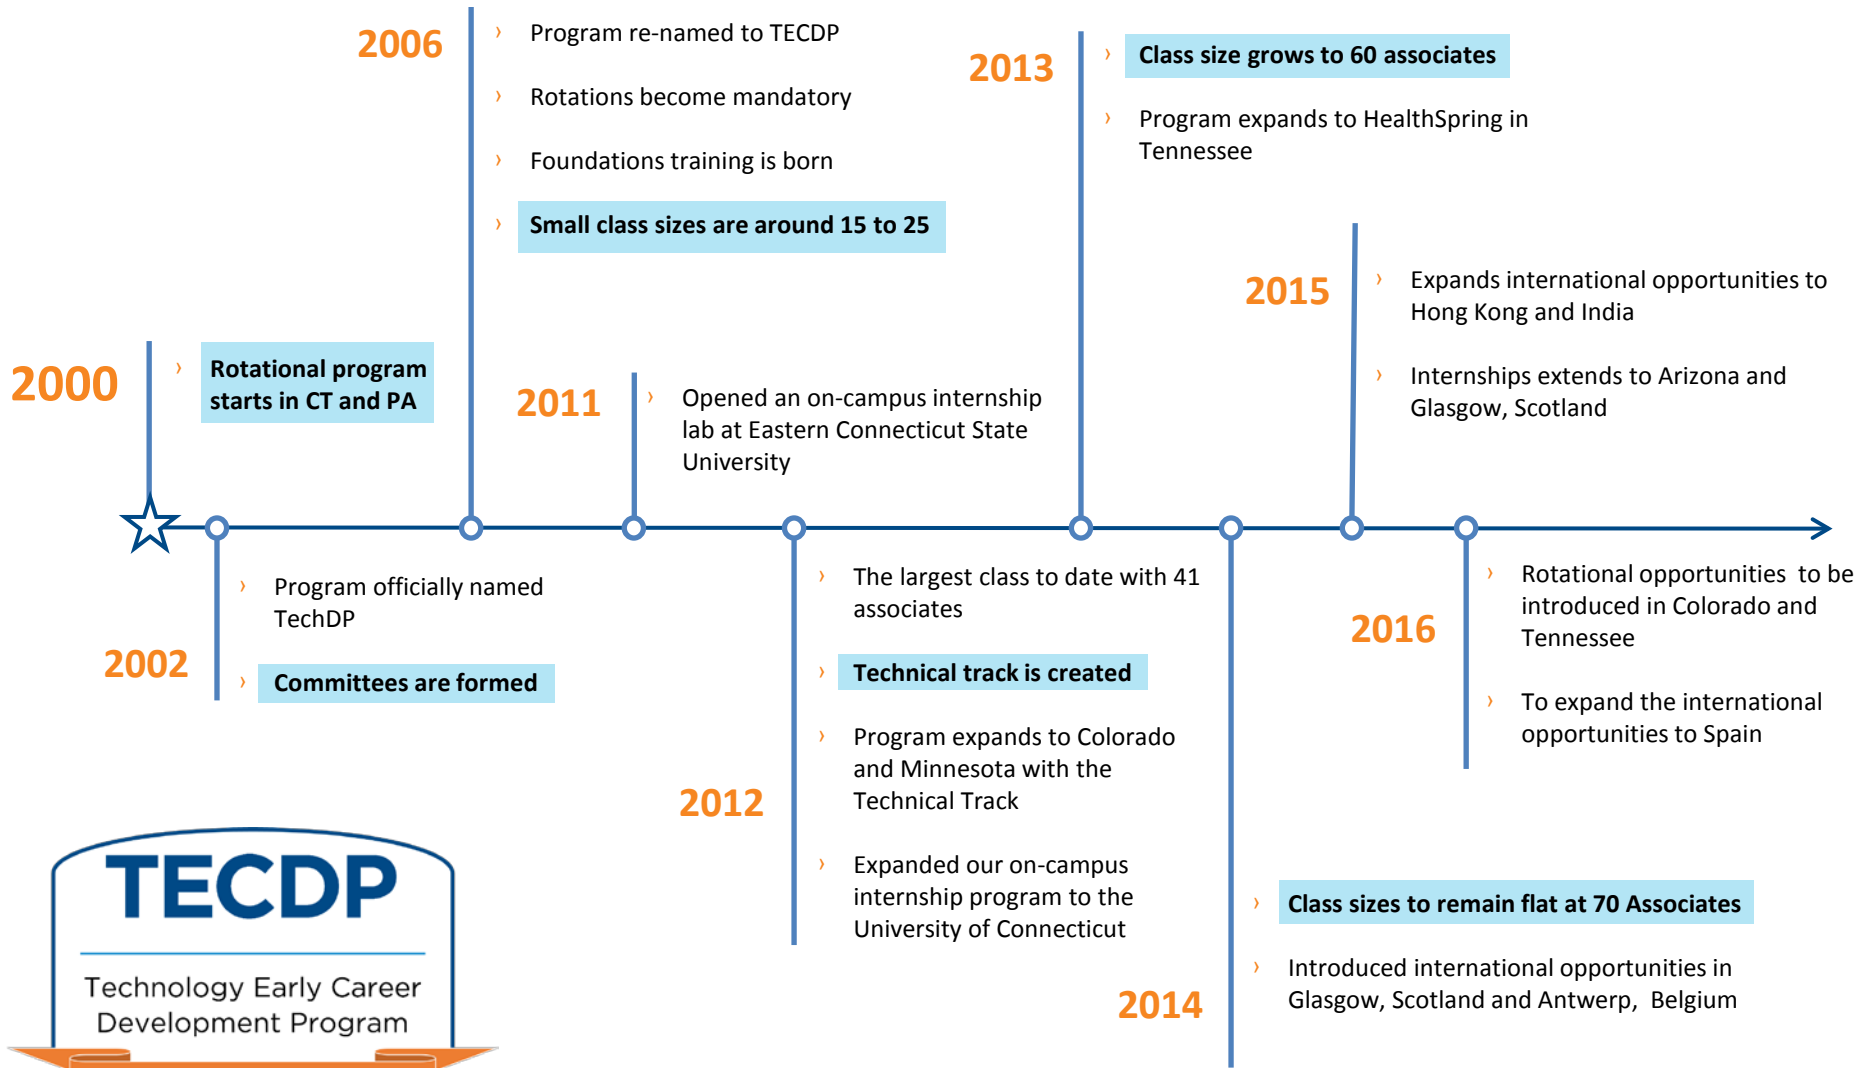 2000
› Rotational program
starts in CT and PA
2002
› Program officially named
TechDP
› Committees are formed
2006
› Program re-named to TECDP
› Rotations become mandatory
› Foundations training is born
› Small class sizes are around 15 to 25
2011
› Opened an on-campus internship
lab at Eastern Connecticut State
University
2012
› The largest class to date with 41
associates
› Technical track is created
› Program expands to Colorado
and Minnesota with the
Technical Track
› Expanded our on-campus
internship program to the
University of Connecticut
2013
› Class size grows to 60 associates
› Program expands to HealthSpring in
Tennessee
2014
› Class sizes to remain flat at 70 Associates
› Introduced international opportunities in
Glasgow, Scotland and Antwerp, Belgium
2015
› Expands international opportunities to
Hong Kong and India
› Internships extends to Arizona and
Glasgow, Scotland
2016
› Rotational opportunities to be
introduced in Colorado and
Tennessee
› To expand the international
opportunities to Spain
TECDP
Technology Early Career
Development Program